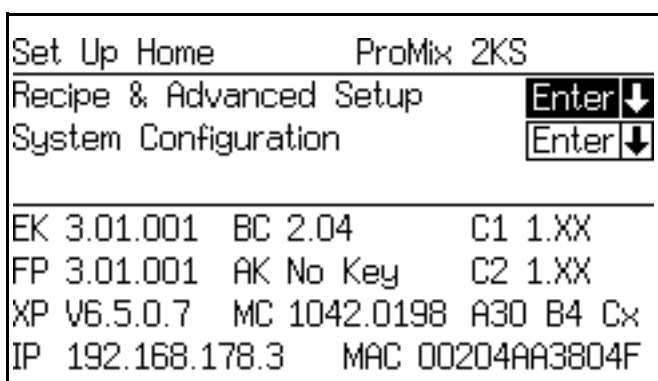 Set Up Home ProMix 2KS
Recipe & Advanced Setup Enter
System Configuration Enter
EK 3.01.001 BC 2.04 C1 1.XX
FP 3.01.001 AK No Key C2 1.XX
XP V6.5.0.7 MC 1042.0198 A30 B4 Cx
IP 192.168.178.3 MAC 00204AA3804F